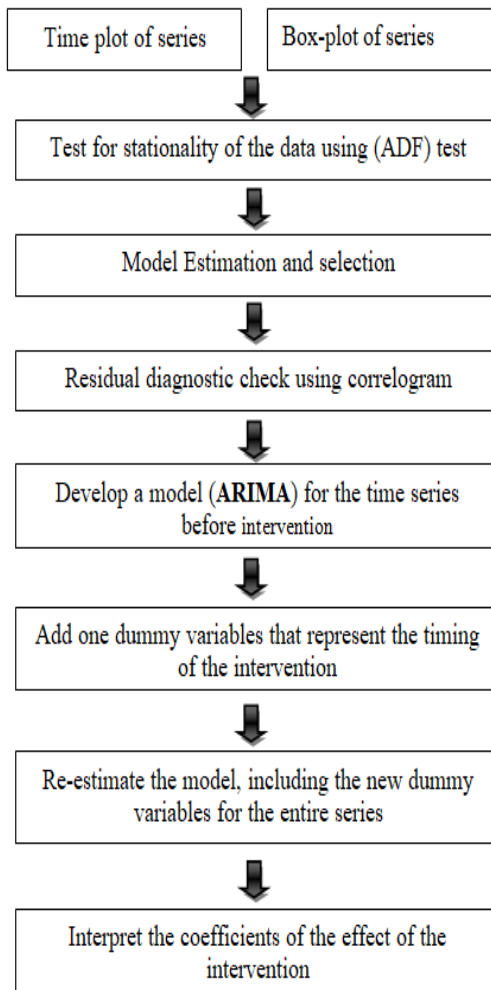 Time plot of series
Box-plot of series
Test for stationality of the data using (ADF) test
Model Estimation and selection
Residual diagnostic check using correlogram
Develop a model (ARIMA) for the time series
before intervention
Add one dummy variables that represent the timing
of the intervention
Re-estimate the model, including the new dummy
variables for the entire series
Interpret the coefficients of the effect of the
intervention